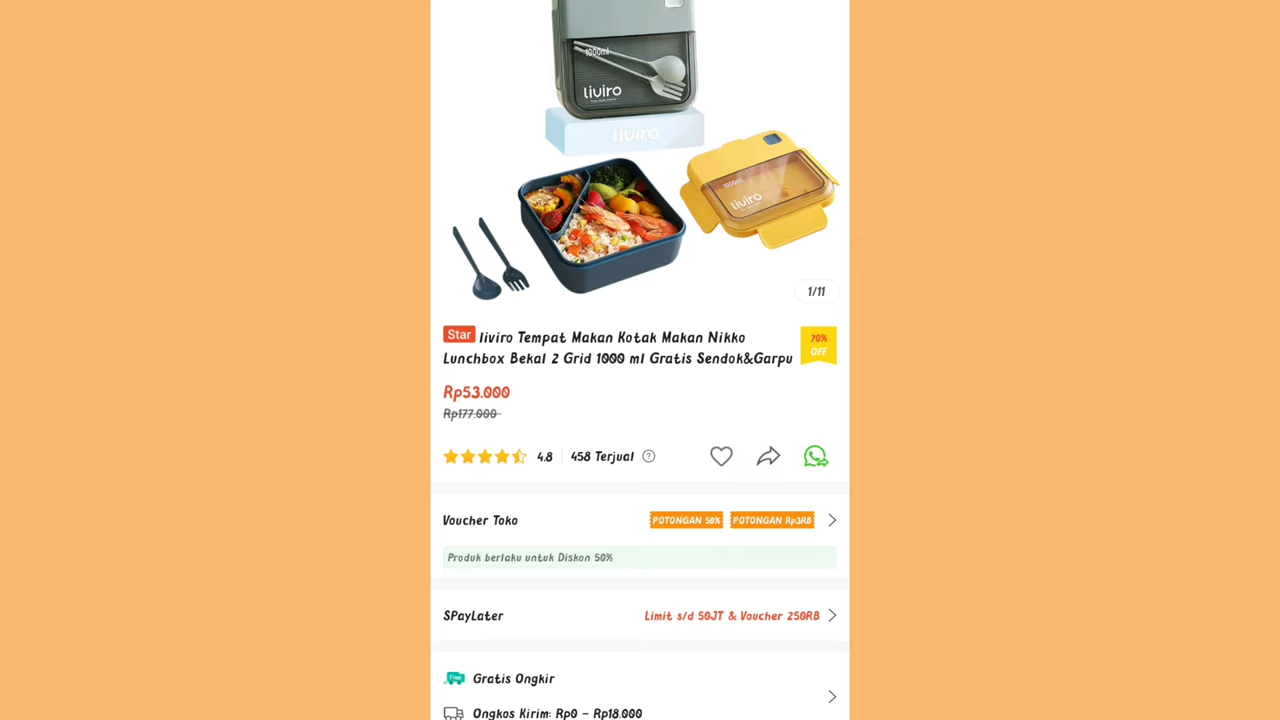 1000ml
liviro
liviro
1000ml
liviro
1/11
Star liviro Tempat Makan Kotak Makan Nikko
Lunchbox Bekal 2 Grid 1000 ml Gratis Sendok&Garpu
70%
OFF
Rp53.000
Rp177.000
4.8
458 Terjual ?
Voucher Toko
POTONGAN 50%
POTONGAN Rp3RB
Produk berlaku untuk Diskon 50%
SPayLater
Limit s/d 50JT & Voucher 250RB
Free
Gratis Ongkir
Ongkos Kirim: Rp0 - Rp18.000